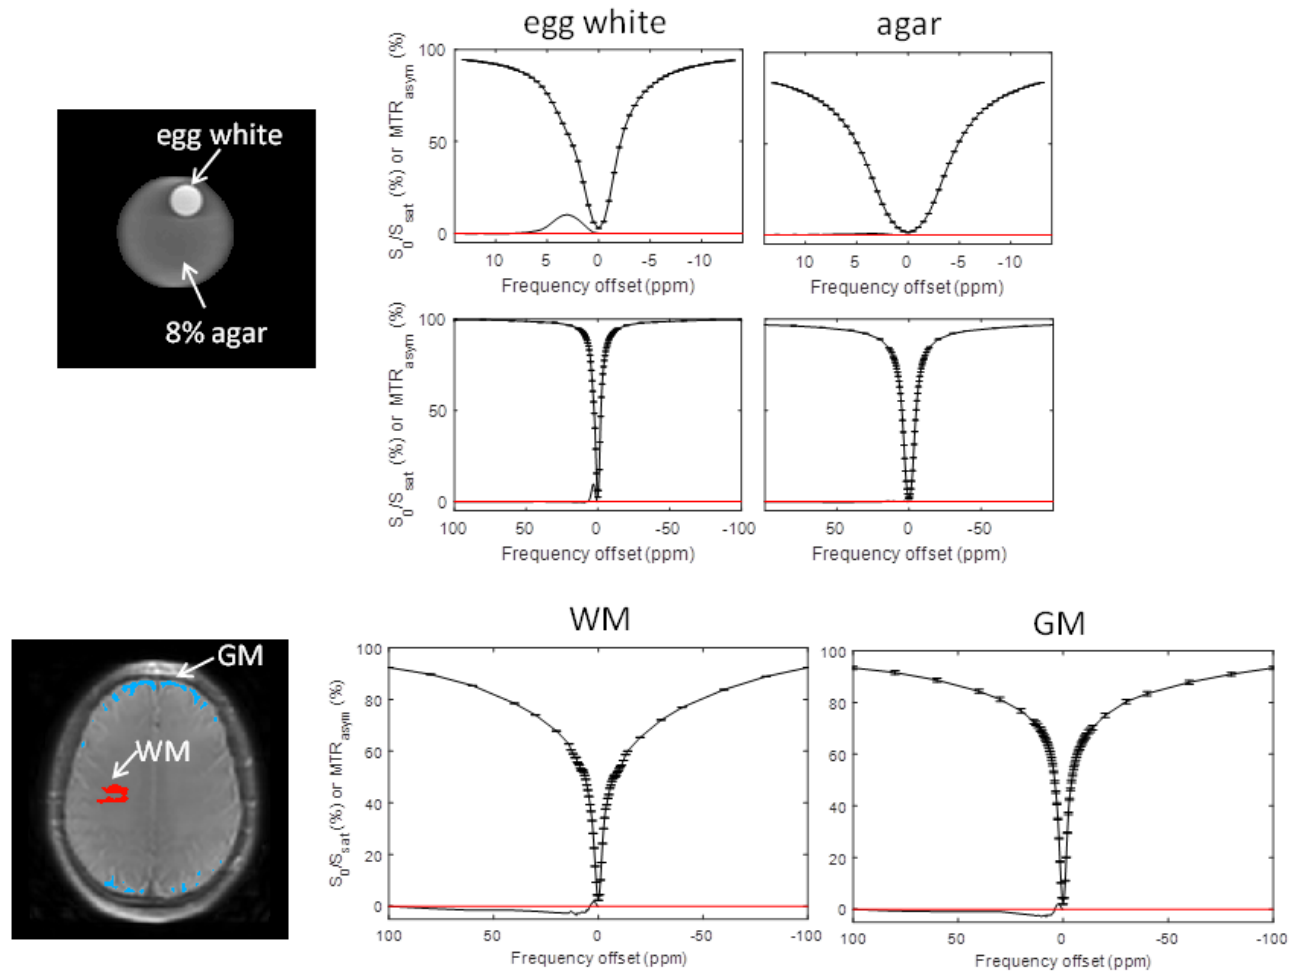 egg white
agar
egg white
8% agar
S0/Ssat (%) or MTRasym (%)
100
50
0
10 5 0 -5 -10
Frequency offset (ppm)
10 5 0 -5 -10
Frequency offset (ppm)
S0/Ssat (%) or MTRasym (%)
100
50
0
100 50 0 -50 -100
Frequency offset (ppm)
50 0 -50
Frequency offset (ppm)
WM
GM
GM
WM
S0/Ssat (%) or MTRasym (%)
100
80
60
40
20
0
100 50 0 -50 -100
Frequency offset (ppm)
100
80
60
40
20
0
100 50 0 -50 -100
Frequency offset (ppm)